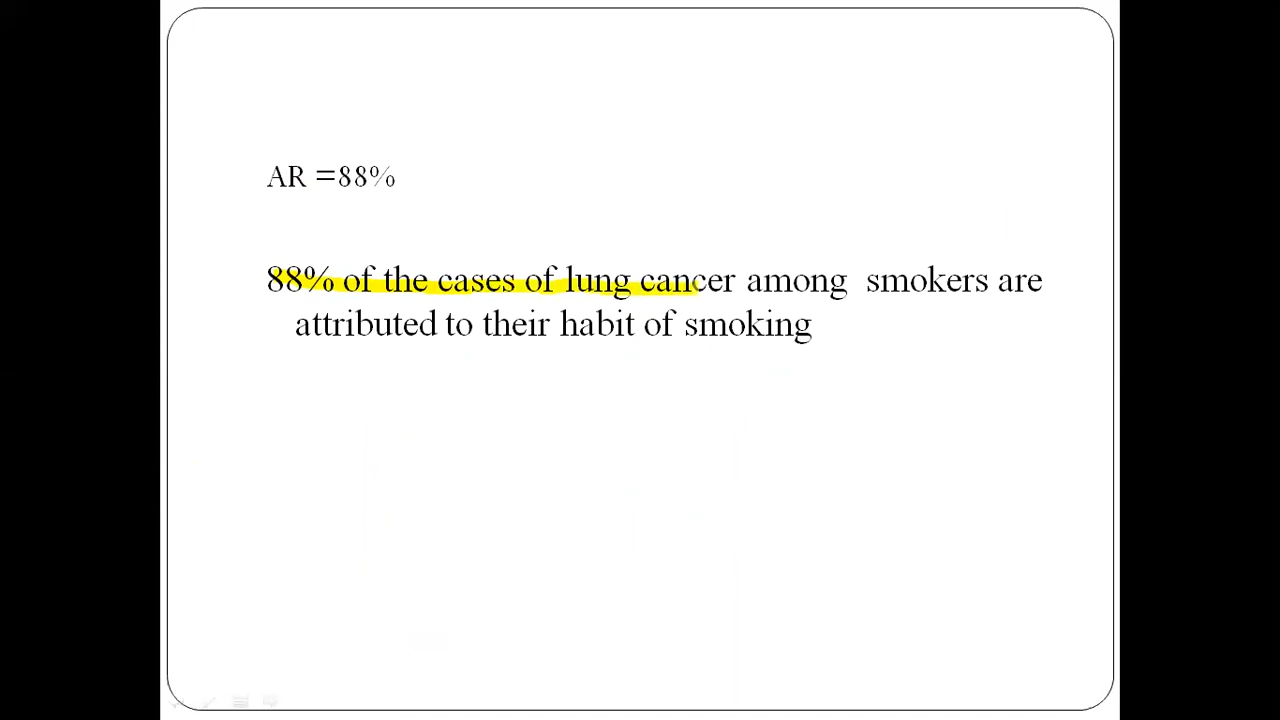 AR =88%
88% of the cases of lung cancer among smokers are
attributed to their habit of smoking